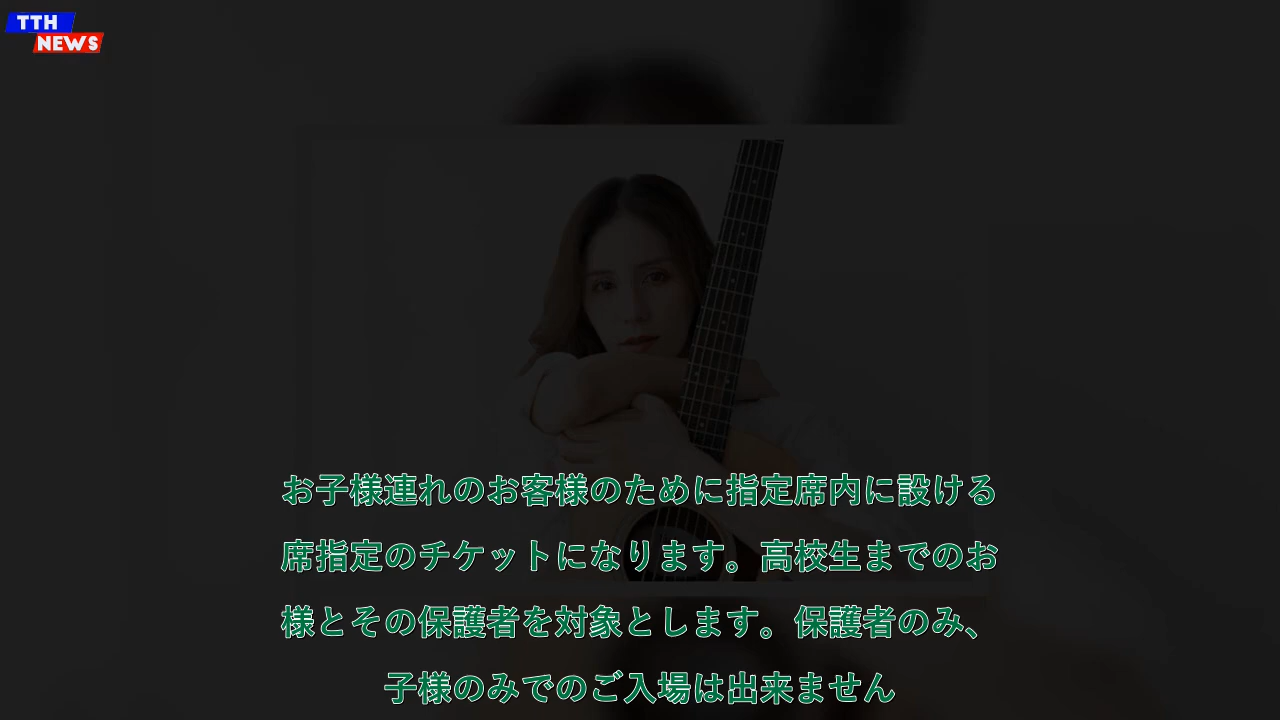 TTH
NEWS
お子様連れのお客様のために指定席内に設ける
席指定のチケットになります。高校生までのお
様とその保護者を対象とします。保護者のみ、
子様のみでのご入場は出来ません